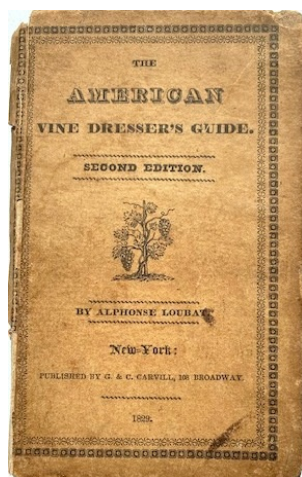 THE
AMERICAN
VINE DRESSER'S GUIDE.
SECOND EDITION.
BY ALPHONSE LOUBAT.
New-York:
PUBLISHED BY G. & C. CARVILL, 108 BROADWAY.
1829.